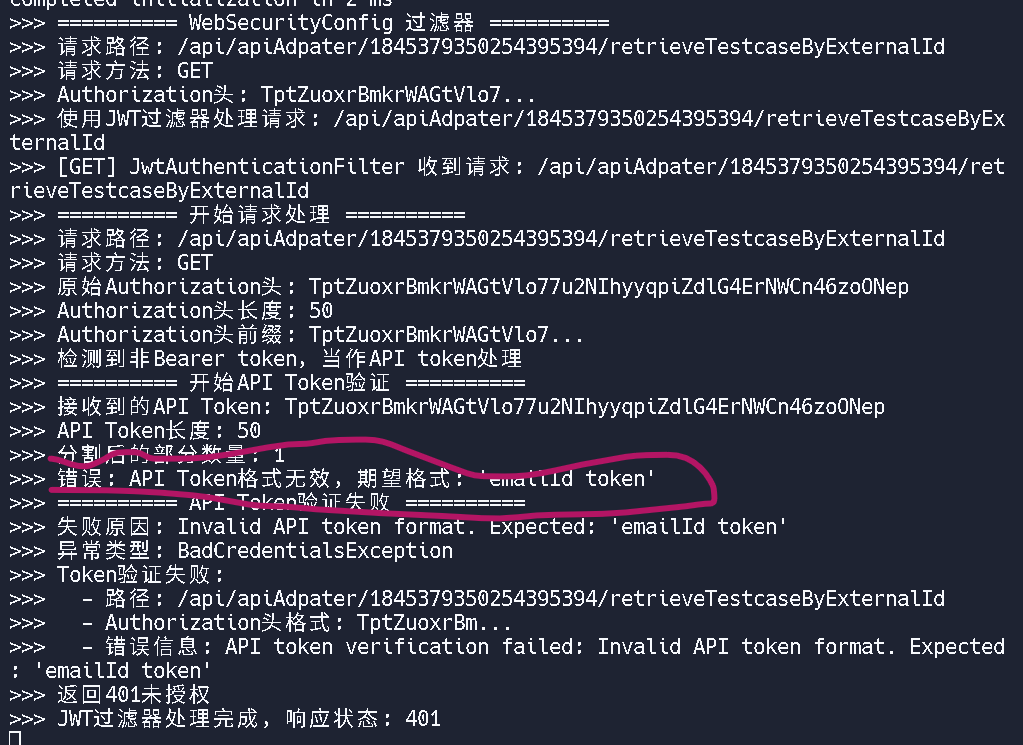 completed initialization in 2 ms
>>> ========== WebSecurityConfig 过滤器 ==========
>>> 请求路径: /api/apiAdpater/1845379350254395394/retrieveTestcaseByExternalId
>>> 请求方法: GET
>>> Authorization头: TptZuoxrBmkrWAGtVlo7...
>>> 使用JWT过滤器处理请求: /api/apiAdpater/1845379350254395394/retrieveTestcaseByEx
ternalId
>>> [GET] JwtAuthenticationFilter 收到请求: /api/apiAdpater/1845379350254395394/ret
rieveTestcaseByExternalId
>>> ========== 开始请求处理 ==========
>>> 请求路径: /api/apiAdpater/1845379350254395394/retrieveTestcaseByExternalId
>>> 请求方法: GET
>>> 原始Authorization头: TptZuoxrBmkrWAGtVlo77u2NIhyyqpiZdlG4ErNWCn46zoONep
>>> Authorization头长度: 50
>>> Authorization头前缀: TptZuoxrBmkrWAGtVlo7...
>>> 检测到非Bearer token，当作API token处理
>>> ========== 开始API Token验证 ==========
>>> 接收到的API Token: TptZuoxrBmkrWAGtVlo77u2NIhyyqpiZdlG4ErNWCn46zoONep
>>> API Token长度: 50
>>> 分割后的部分数量: 1
>>> 错误: API Token格式无效，期望格式: 'emailId token'
>>> ========== API Token验证失败 ==========
>>> 失败原因: Invalid API token format. Expected: 'emailId token'
>>> 异常类型: BadCredentialsException
>>> Token验证失败:
>>>   - 路径: /api/apiAdpater/1845379350254395394/retrieveTestcaseByExternalId
>>>   - Authorization头格式: TptZuoxrBm...
>>>   - 错误信息: API token verification failed: Invalid API token format. Expected
: 'emailId token'
>>> 返回401未授权
>>> JWT过滤器处理完成，响应状态: 401